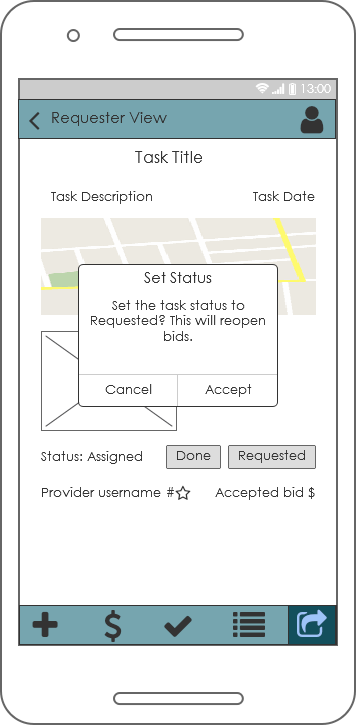 13:00
Requester View
Task Title
Task Description Task Date
Set Status
Set the task status to
Requested? This will reopen
bids.
Cancel Accept
Status: Assigned Done Requested
Provider username # Accepted bid $
$